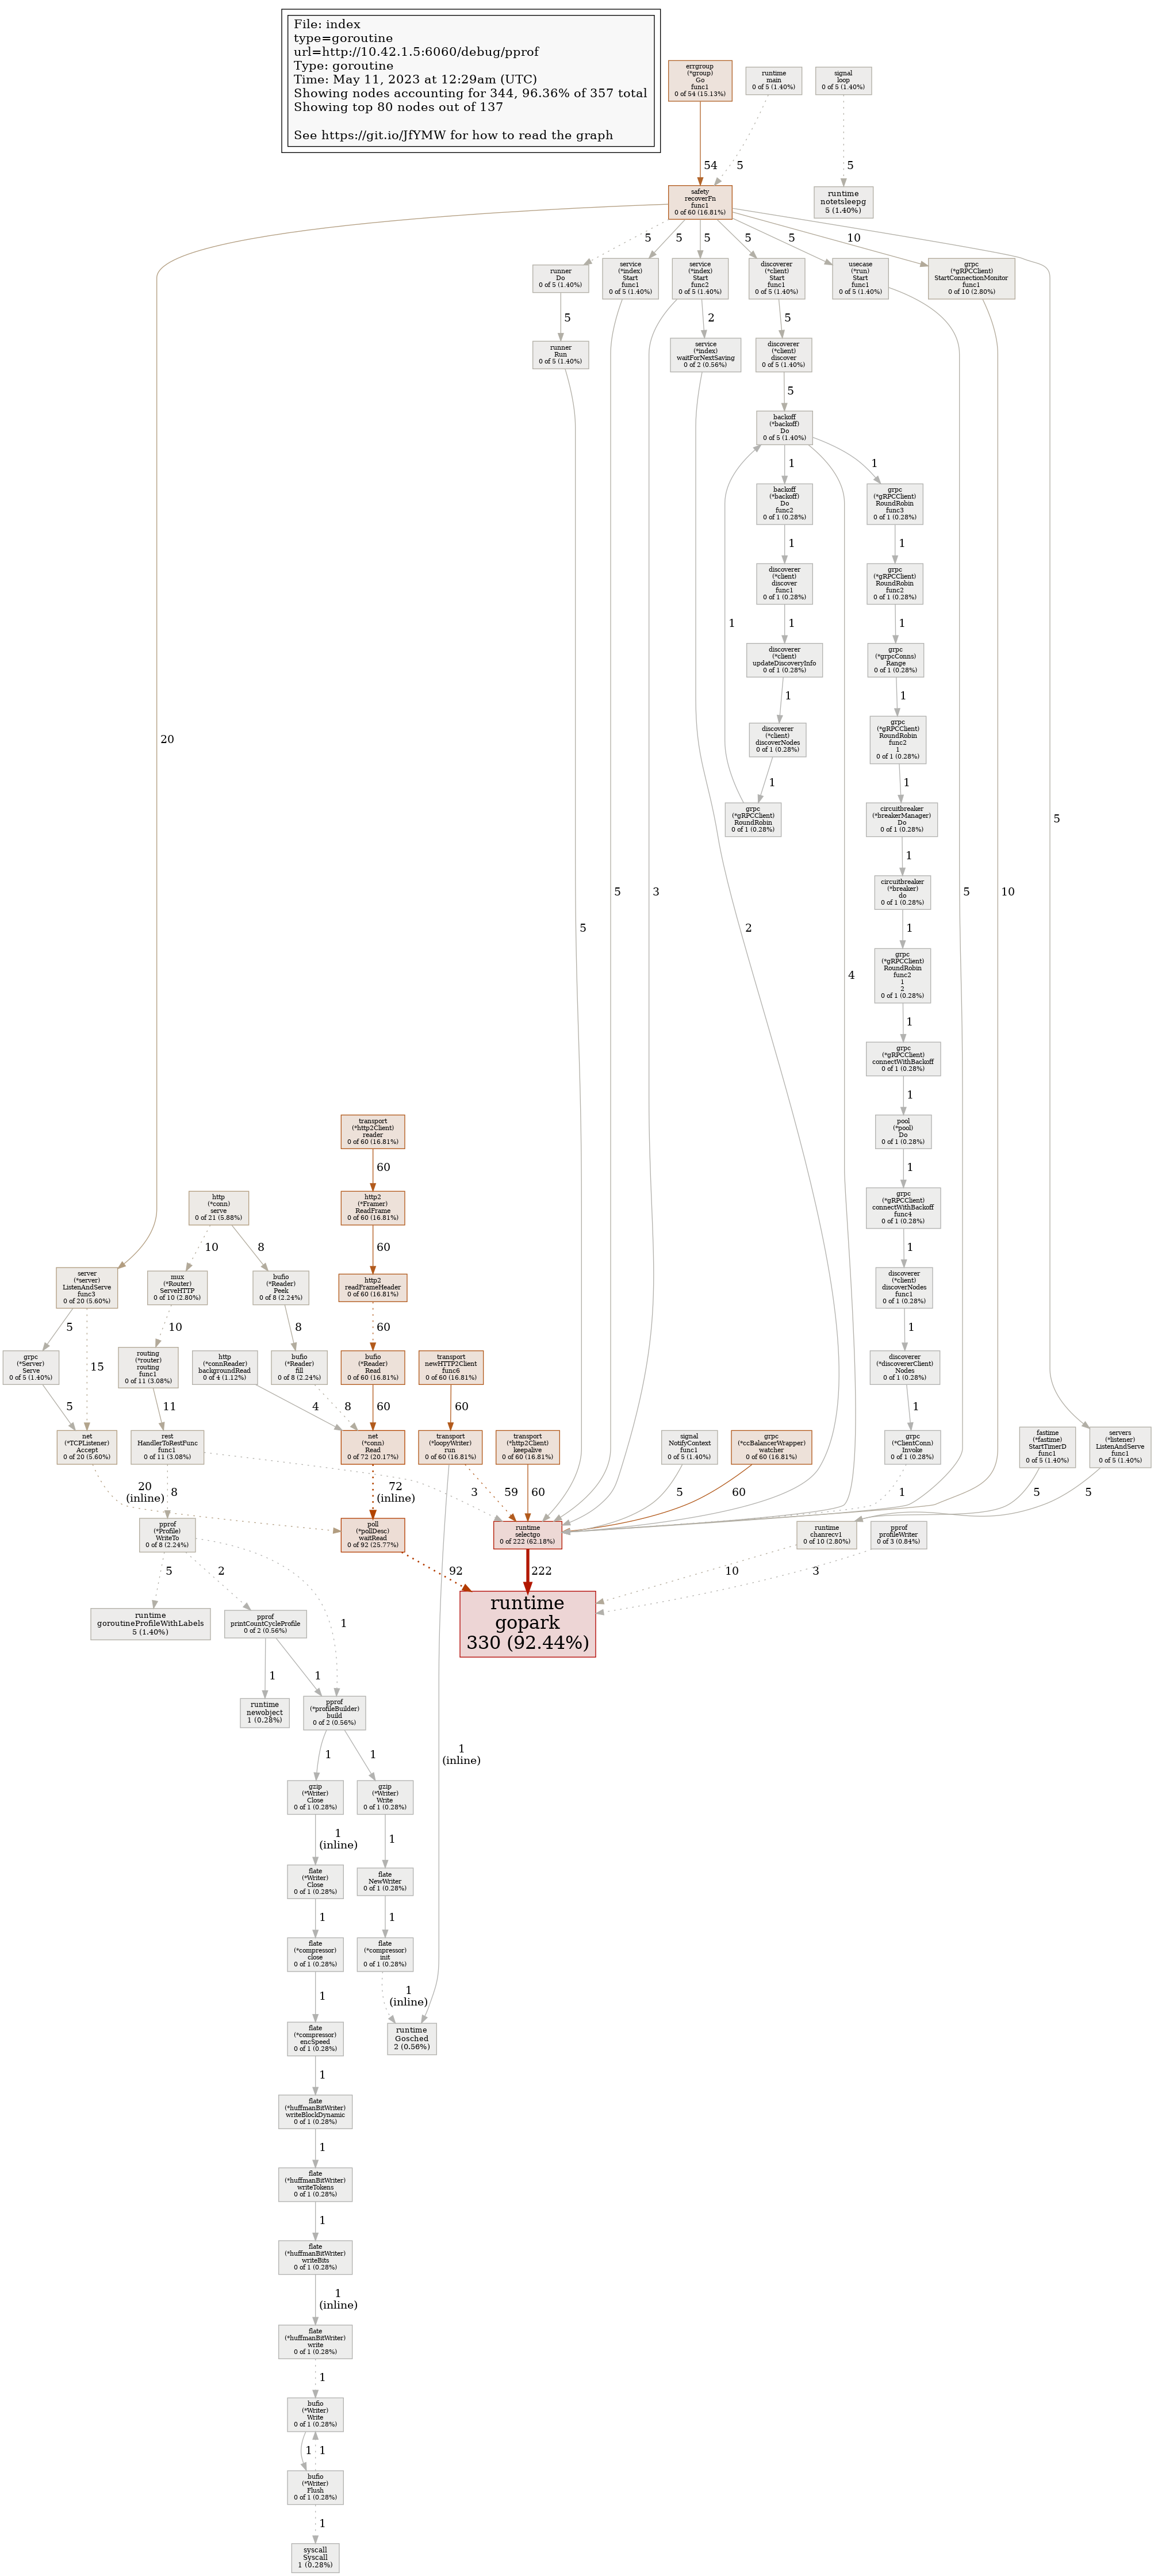 File: index
type=goroutine
url=http://10.42.1.5:6060/debug/pprof
Type: goroutine
Time: May 11, 2023 at 12:29am (UTC)
Showing nodes accounting for 344, 96.36% of 357 total
Showing top 80 nodes out of 137
See https://git.io/JfYMW for how to read the graph
errgroup
(*group)
Go
func1
0 of 54 (15.13%)
runtime
main
0 of 5 (1.40%)
signal
loop
0 of 5 (1.40%)
54
5
5
safety
recoverFn
func1
0 of 60 (16.81%)
runtime
notetsleepg
5 (1.40%)
5
5
5
5
5
10
runner
Do
0 of 5 (1.40%)
service
(*index)
Start
func1
0 of 5 (1.40%)
service
(*index)
Start
func2
0 of 5 (1.40%)
discoverer
(*client)
Start
func1
0 of 5 (1.40%)
usecase
(*run)
Start
func1
0 of 5 (1.40%)
grpc
(*gRPCClient)
StartConnectionMonitor
func1
0 of 10 (2.80%)
5
2
5
runner
Run
0 of 5 (1.40%)
service
(*index)
waitForNextSaving
0 of 2 (0.56%)
discoverer
(*client)
discover
0 of 5 (1.40%)
5
backoff
(*backoff)
Do
0 of 5 (1.40%)
1
1
backoff
(*backoff)
Do
func2
0 of 1 (0.28%)
grpc
(*gRPCClient)
RoundRobin
func3
0 of 1 (0.28%)
1
1
discoverer
(*client)
discover
func1
0 of 1 (0.28%)
grpc
(*gRPCClient)
RoundRobin
func2
0 of 1 (0.28%)
1
1
1
discoverer
(*client)
updateDiscoveryInfo
0 of 1 (0.28%)
grpc
(*grpcConns)
Range
0 of 1 (0.28%)
1
1
discoverer
(*client)
discoverNodes
0 of 1 (0.28%)
grpc
(*gRPCClient)
RoundRobin
func2
1
0 of 1 (0.28%)
20
1
1
grpc
(*gRPCClient)
RoundRobin
0 of 1 (0.28%)
circuitbreaker
(*breakerManager)
Do
0 of 1 (0.28%)
5
1
circuitbreaker
(*breaker)
do
0 of 1 (0.28%)
5
3
5
10
5
2
1
grpc
(*gRPCClient)
RoundRobin
func2
1
2
0 of 1 (0.28%)
4
1
grpc
(*gRPCClient)
connectWithBackoff
0 of 1 (0.28%)
1
pool
(*pool)
Do
0 of 1 (0.28%)
transport
(*http2Client)
reader
0 of 60 (16.81%)
60
1
http
(*conn)
serve
0 of 21 (5.88%)
http2
(*Framer)
ReadFrame
0 of 60 (16.81%)
grpc
(*gRPCClient)
connectWithBackoff
func4
0 of 1 (0.28%)
10
8
60
1
server
(*server)
ListenAndServe
func3
0 of 20 (5.60%)
mux
(*Router)
ServeHTTP
0 of 10 (2.80%)
bufio
(*Reader)
Peek
0 of 8 (2.24%)
http2
readFrameHeader
0 of 60 (16.81%)
discoverer
(*client)
discoverNodes
func1
0 of 1 (0.28%)
5
15
10
8
60
1
grpc
(*Server)
Serve
0 of 5 (1.40%)
routing
(*router)
routing
func1
0 of 11 (3.08%)
http
(*connReader)
backgroundRead
0 of 4 (1.12%)
bufio
(*Reader)
fill
0 of 8 (2.24%)
bufio
(*Reader)
Read
0 of 60 (16.81%)
transport
newHTTP2Client
func6
0 of 60 (16.81%)
discoverer
(*discovererClient)
Nodes
0 of 1 (0.28%)
5
11
4
8
60
60
1
net
(*TCPListener)
Accept
0 of 20 (5.60%)
rest
HandlerToRestFunc
func1
0 of 11 (3.08%)
net
(*conn)
Read
0 of 72 (20.17%)
transport
(*loopyWriter)
run
0 of 60 (16.81%)
transport
(*http2Client)
keepalive
0 of 60 (16.81%)
signal
NotifyContext
func1
0 of 5 (1.40%)
grpc
(*ccBalancerWrapper)
watcher
0 of 60 (16.81%)
grpc
(*ClientConn)
Invoke
0 of 1 (0.28%)
fastime
(*fastime)
StartTimerD
func1
0 of 5 (1.40%)
servers
(*listener)
ListenAndServe
func1
0 of 5 (1.40%)
20
(inline)
8
3
72
(inline)
59
60
5
60
1
5
5
pprof
(*Profile)
WriteTo
0 of 8 (2.24%)
poll
(*pollDesc)
waitRead
0 of 92 (25.77%)
runtime
selectgo
0 of 222 (62.18%)
runtime
chanrecv1
0 of 10 (2.80%)
pprof
profileWriter
0 of 3 (0.84%)
5
2
1
92
222
10
3
runtime
goroutineProfileWithLabels
5 (1.40%)
pprof
printCountCycleProfile
0 of 2 (0.56%)
runtime
gopark
330 (92.44%)
1
1
runtime
newobject
1 (0.28%)
pprof
(*profileBuilder)
build
0 of 2 (0.56%)
1
1
1
(inline)
gzip
(*Writer)
Close
0 of 1 (0.28%)
gzip
(*Writer)
Write
0 of 1 (0.28%)
1
(inline)
1
flate
(*Writer)
Close
0 of 1 (0.28%)
flate
NewWriter
0 of 1 (0.28%)
1
1
flate
(*compressor)
close
0 of 1 (0.28%)
flate
(*compressor)
init
0 of 1 (0.28%)
1
1
(inline)
flate
(*compressor)
encSpeed
0 of 1 (0.28%)
runtime
Gosched
2 (0.56%)
1
flate
(*huffmanBitWriter)
writeBlockDynamic
0 of 1 (0.28%)
1
flate
(*huffmanBitWriter)
writeTokens
0 of 1 (0.28%)
1
flate
(*huffmanBitWriter)
writeBits
0 of 1 (0.28%)
1
(inline)
flate
(*huffmanBitWriter)
write
0 of 1 (0.28%)
1
bufio
(*Writer)
Write
0 of 1 (0.28%)
1
1
bufio
(*Writer)
Flush
0 of 1 (0.28%)
1
syscall
Syscall
1 (0.28%)